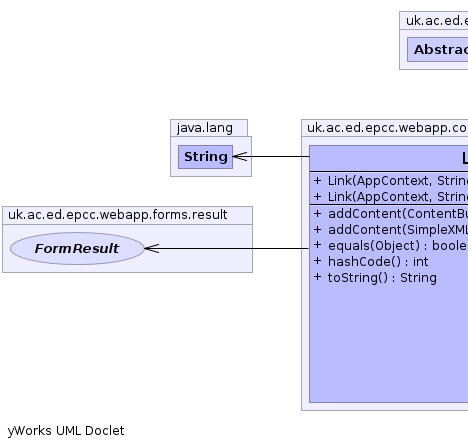 uk.ac.ed.e
Abstrac
java.lang
String
uk.ac.ed.epcc.webapp.co
L
+ Link(AppContext, String
+ Link(AppContext, String
+ addContent(ContentBu
+ addContent(SimpleXML
+ equals(Object) : boole
+ hashCode() : int
+ toString() : String
uk.ac.ed.epcc.webapp.forms.result
FormResult
yWorks UML Doclet